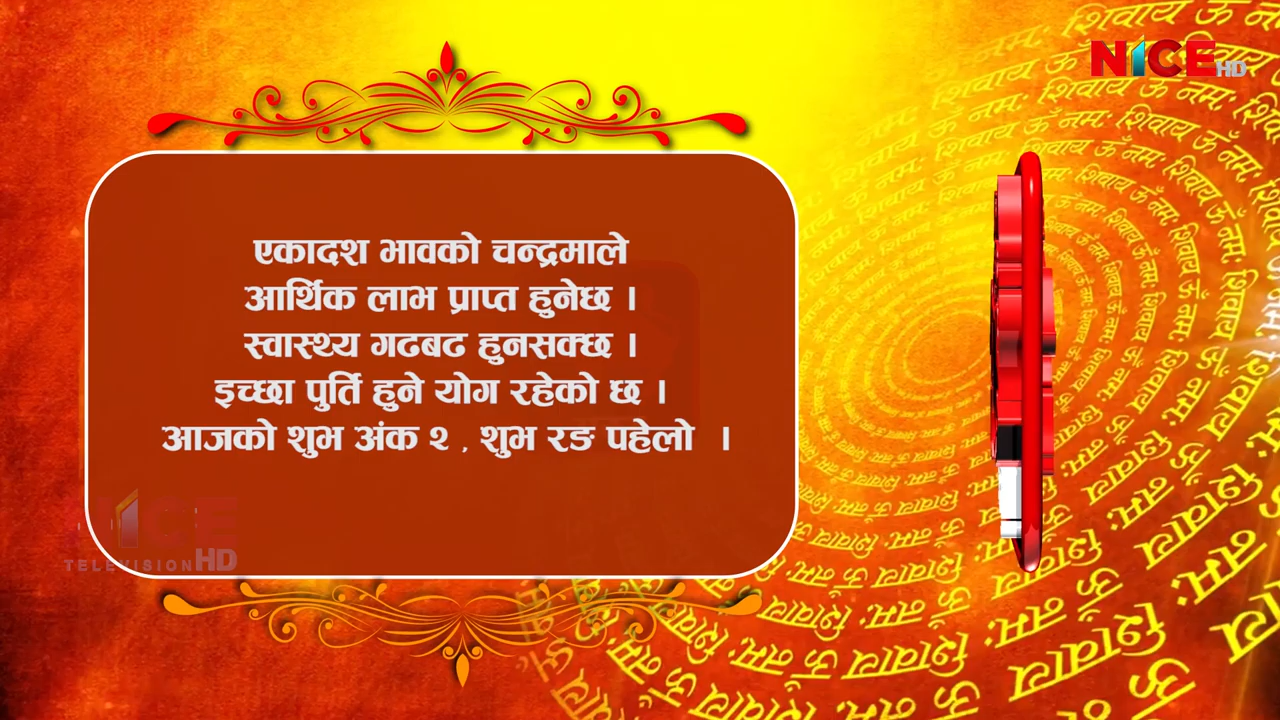 NICE HD
एकादश भावको चन्द्रमाले
आर्थिक लाभ प्राप्त हुनेछ ।
स्वास्थ्य गढबढ हुनसक्छ ।
इच्छा पुर्ति हुने योग रहेको छ ।
आजको शुभ अंक २ , शुभ रङ पहेलो ।
NICE
TELEVISION HD
ॐ नमः शिवाय